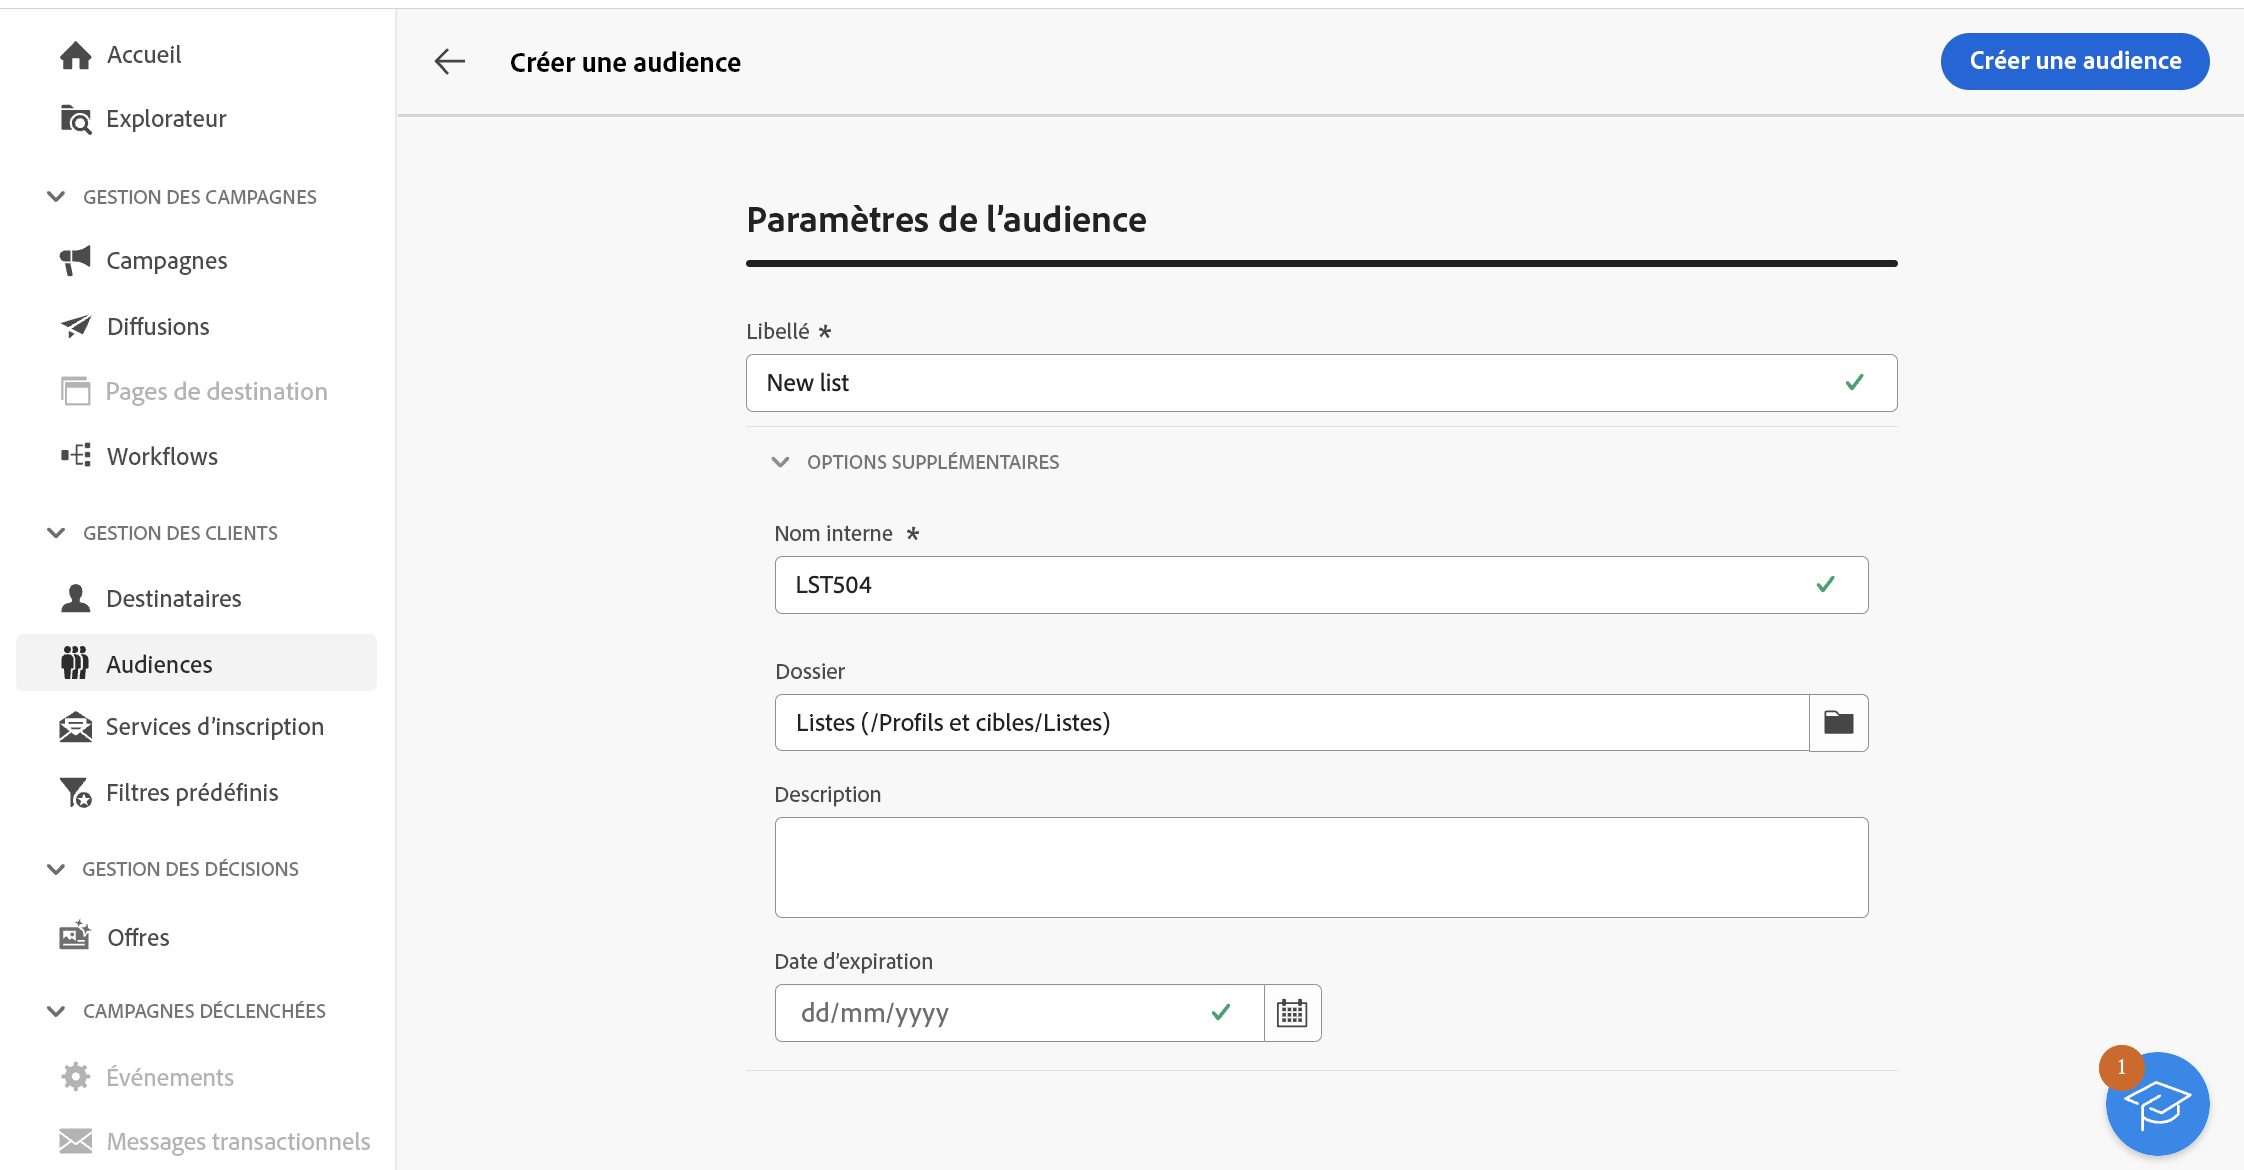 Accueil
Explorateur
GESTION DES CAMPAGNES
Campagnes
Diffusions
Pages de destination
Workflows
GESTION DES CLIENTS
Destinataires
Audiences
Services d’inscription
Filtres prédéfinis
GESTION DES DÉCISIONS
Offres
CAMPAGNES DÉCLENCHÉES
Événements
Messages transactionnels
Créer une audience
Créer une audience
Paramètres de l’audience
Libellé *
New list
OPTIONS SUPPLÉMENTAIRES
Nom interne *
LST504
Dossier
Listes (/Profils et cibles/Listes)
Description
Date d’expiration
dd/mm/yyyy
1